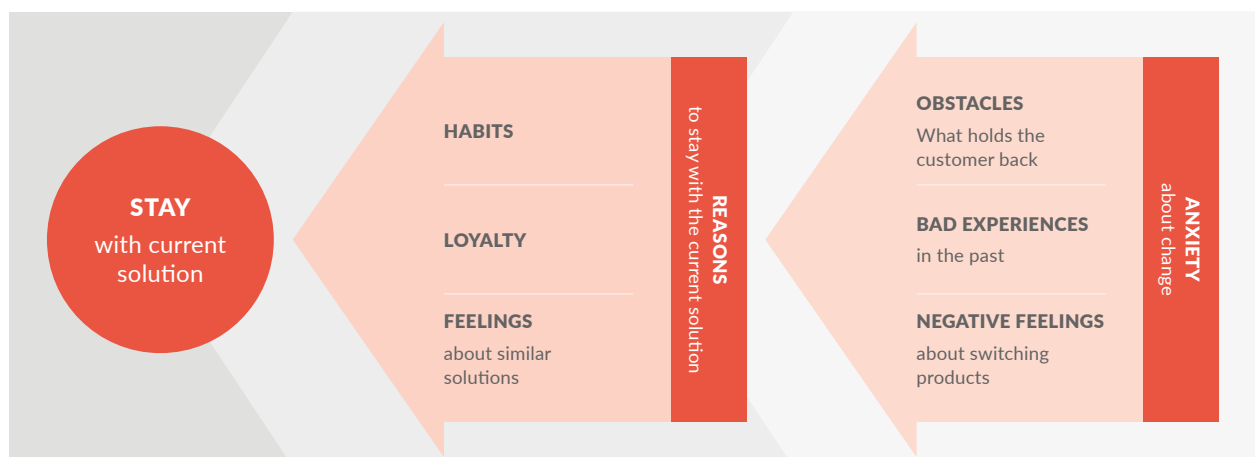 STAY
with current
solution
HABITS
LOYALTY
FEELINGS
about similar
solutions
REASONS
to stay with the current solution
OBSTACLES
What holds the
customer back
BAD EXPERIENCES
in the past
NEGATIVE FEELINGS
about switching
products
ANXIETY
about change